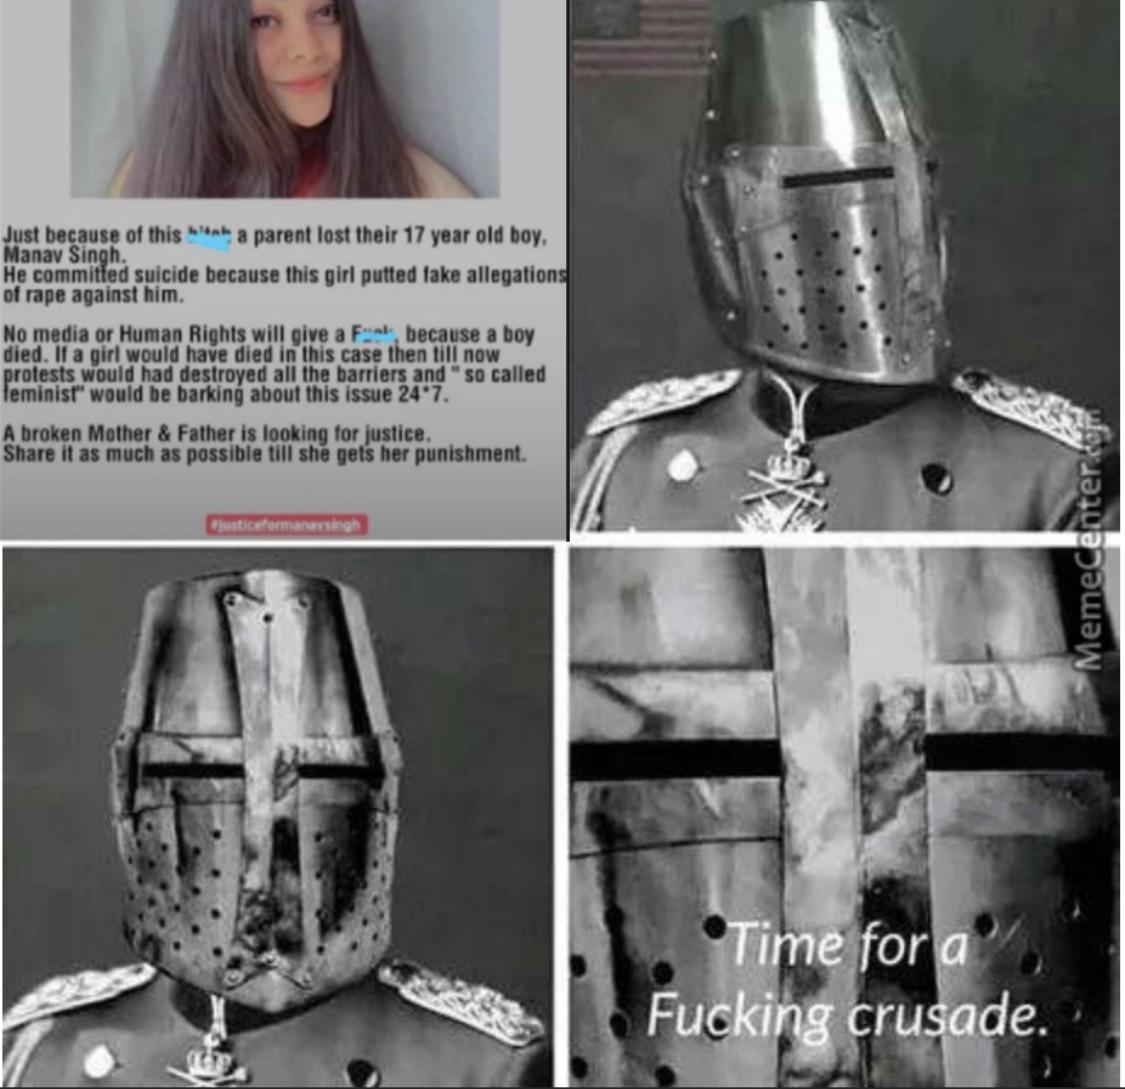 Just because of this b'tch a parent lost their 17 year old boy,
Manav Singh.
He committed suicide because this girl putted fake allegations
of rape against him.
No media or Human Rights will give a Fuck, because a boy
died. If a girl would have died in this case then till now
protests would had destroyed all the barriers and " so called
feminist" would be barking about this issue 24*7.
A broken Mother & Father is looking for justice.
Share it as much as possible till she gets her punishment.
#justiceformanavsingh
MemeCenter.com
Time for a
Fucking crusade.